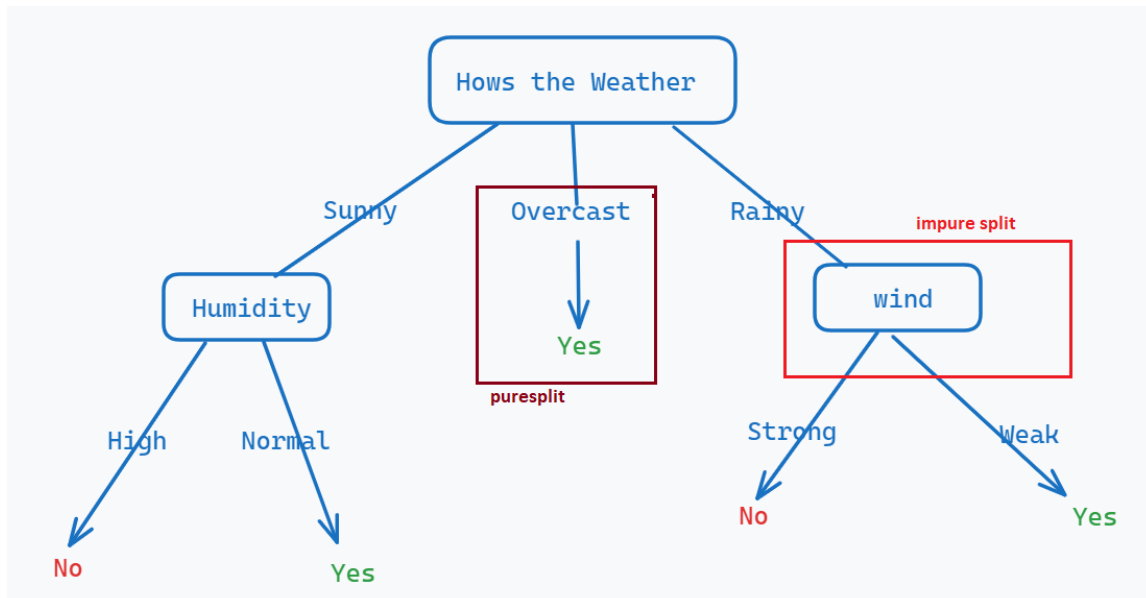 Hows the Weather
Sunny
Overcast
Rainy
impure split
Humidity
wind
Yes
puresplit
High
Normal
Strong
Weak
No
Yes
No
Yes